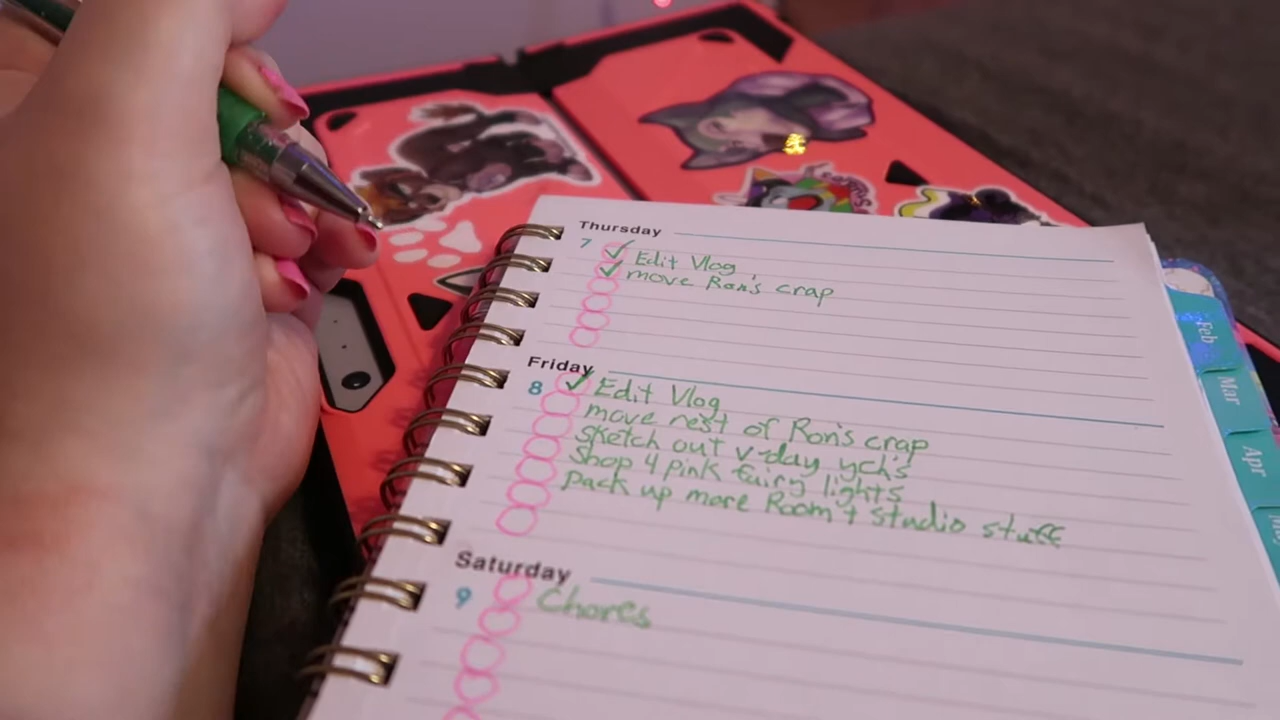 Thursday
7
Edit Vlog
move Ron's crap
Friday
8
Edit Vlog
move rest of Ron's crap
sketch out v-day ych's
Shop 4 pink fairy lights
pack up more Room + studio stuff
Saturday
9
Chores
Feb
Mar
Apr